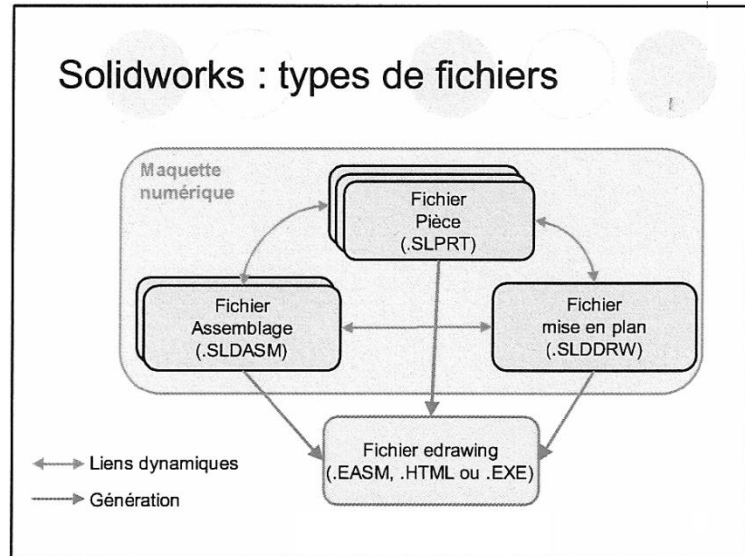 Solidworks : types de fichiers
Maquette
numérique
Fichier
Pièce
(.SLPRT)
Fichier
Assemblage
(.SLDASM)
Fichier
mise en plan
(.SLDDRW)
Fichier edrawing
(.EASM, .HTML ou .EXE)
Liens dynamiques
Génération